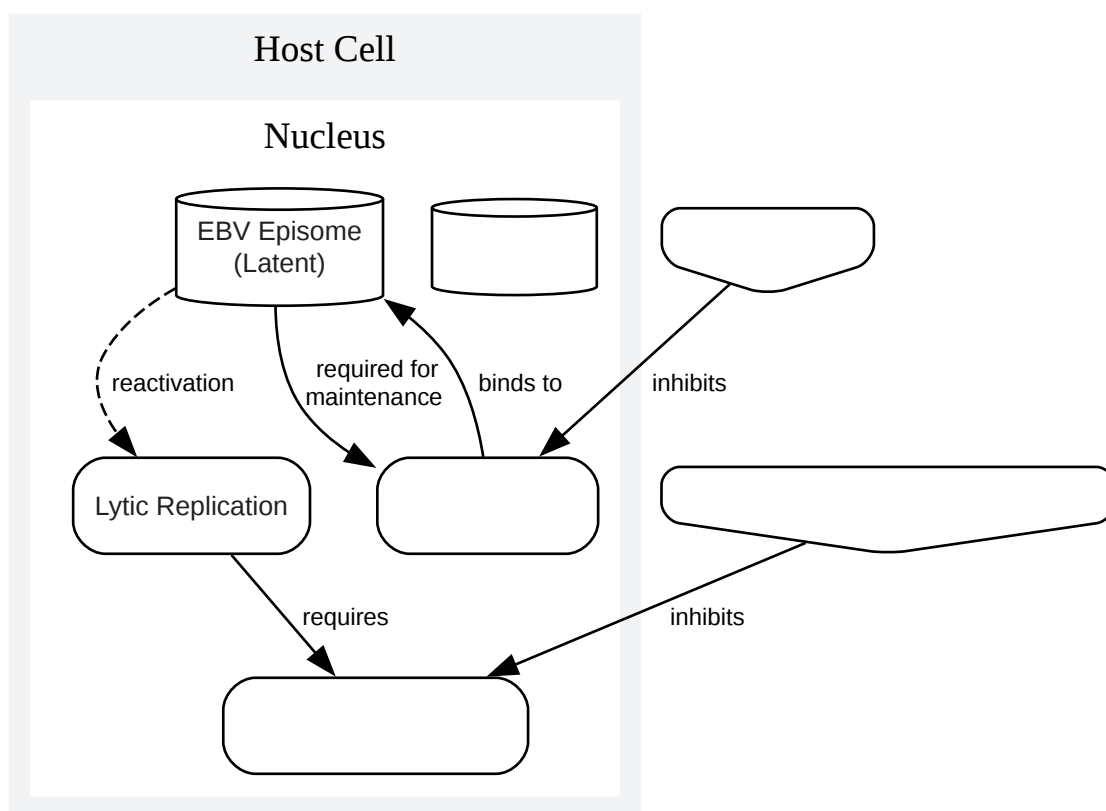 Host Cell
Nucleus
EBV Episome
(Latent)
reactivation
required for
maintenance
binds to
inhibits
Lytic Replication
requires
inhibits